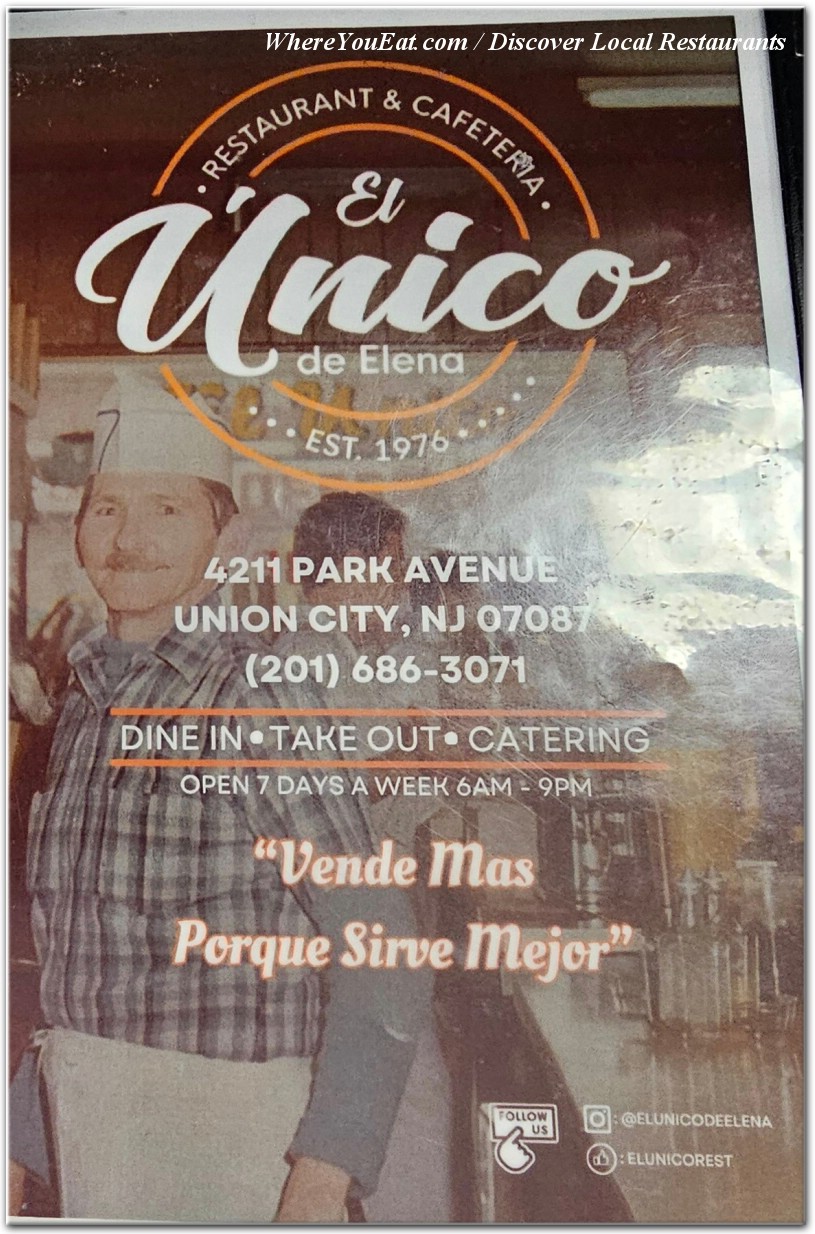 WhereYouEat.com / Discover Local Restaurants
• RESTAURANT & CAFETERIA •
El
Único
de Elena
EST. 1976
4211 PARK AVENUE
UNION CITY, NJ 07087
(201) 686-3071
DINE IN • TAKE OUT • CATERING
OPEN 7 DAYS A WEEK 6AM - 9PM
“Vende Mas
Porque Sirve Mejor”
FOLLOW
US
: @ELUNICODEELENA
: ELUNICOREST